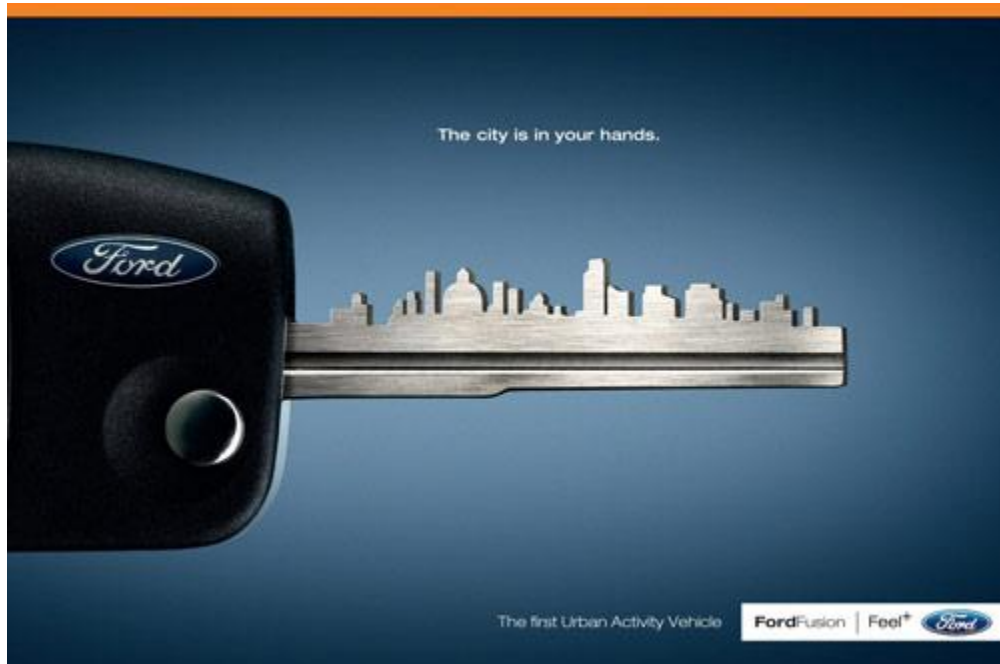 The city is in your hands.
Ford
The first Urban Activity Vehicle
FordFusion | Feel+ Ford